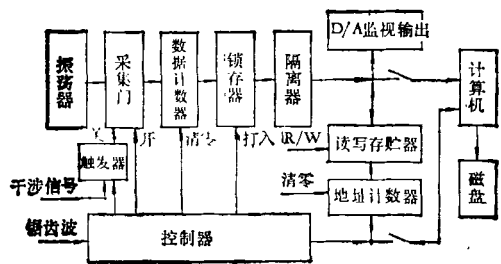 D/A监视输出
振荡器
采集门
数据计数器
锁存器
隔离器
计算机
关
开
清零
打入
R/W
读写存贮器
触发器
干涉信号
清零
地址计数器
磁盘
锯齿波
控制器